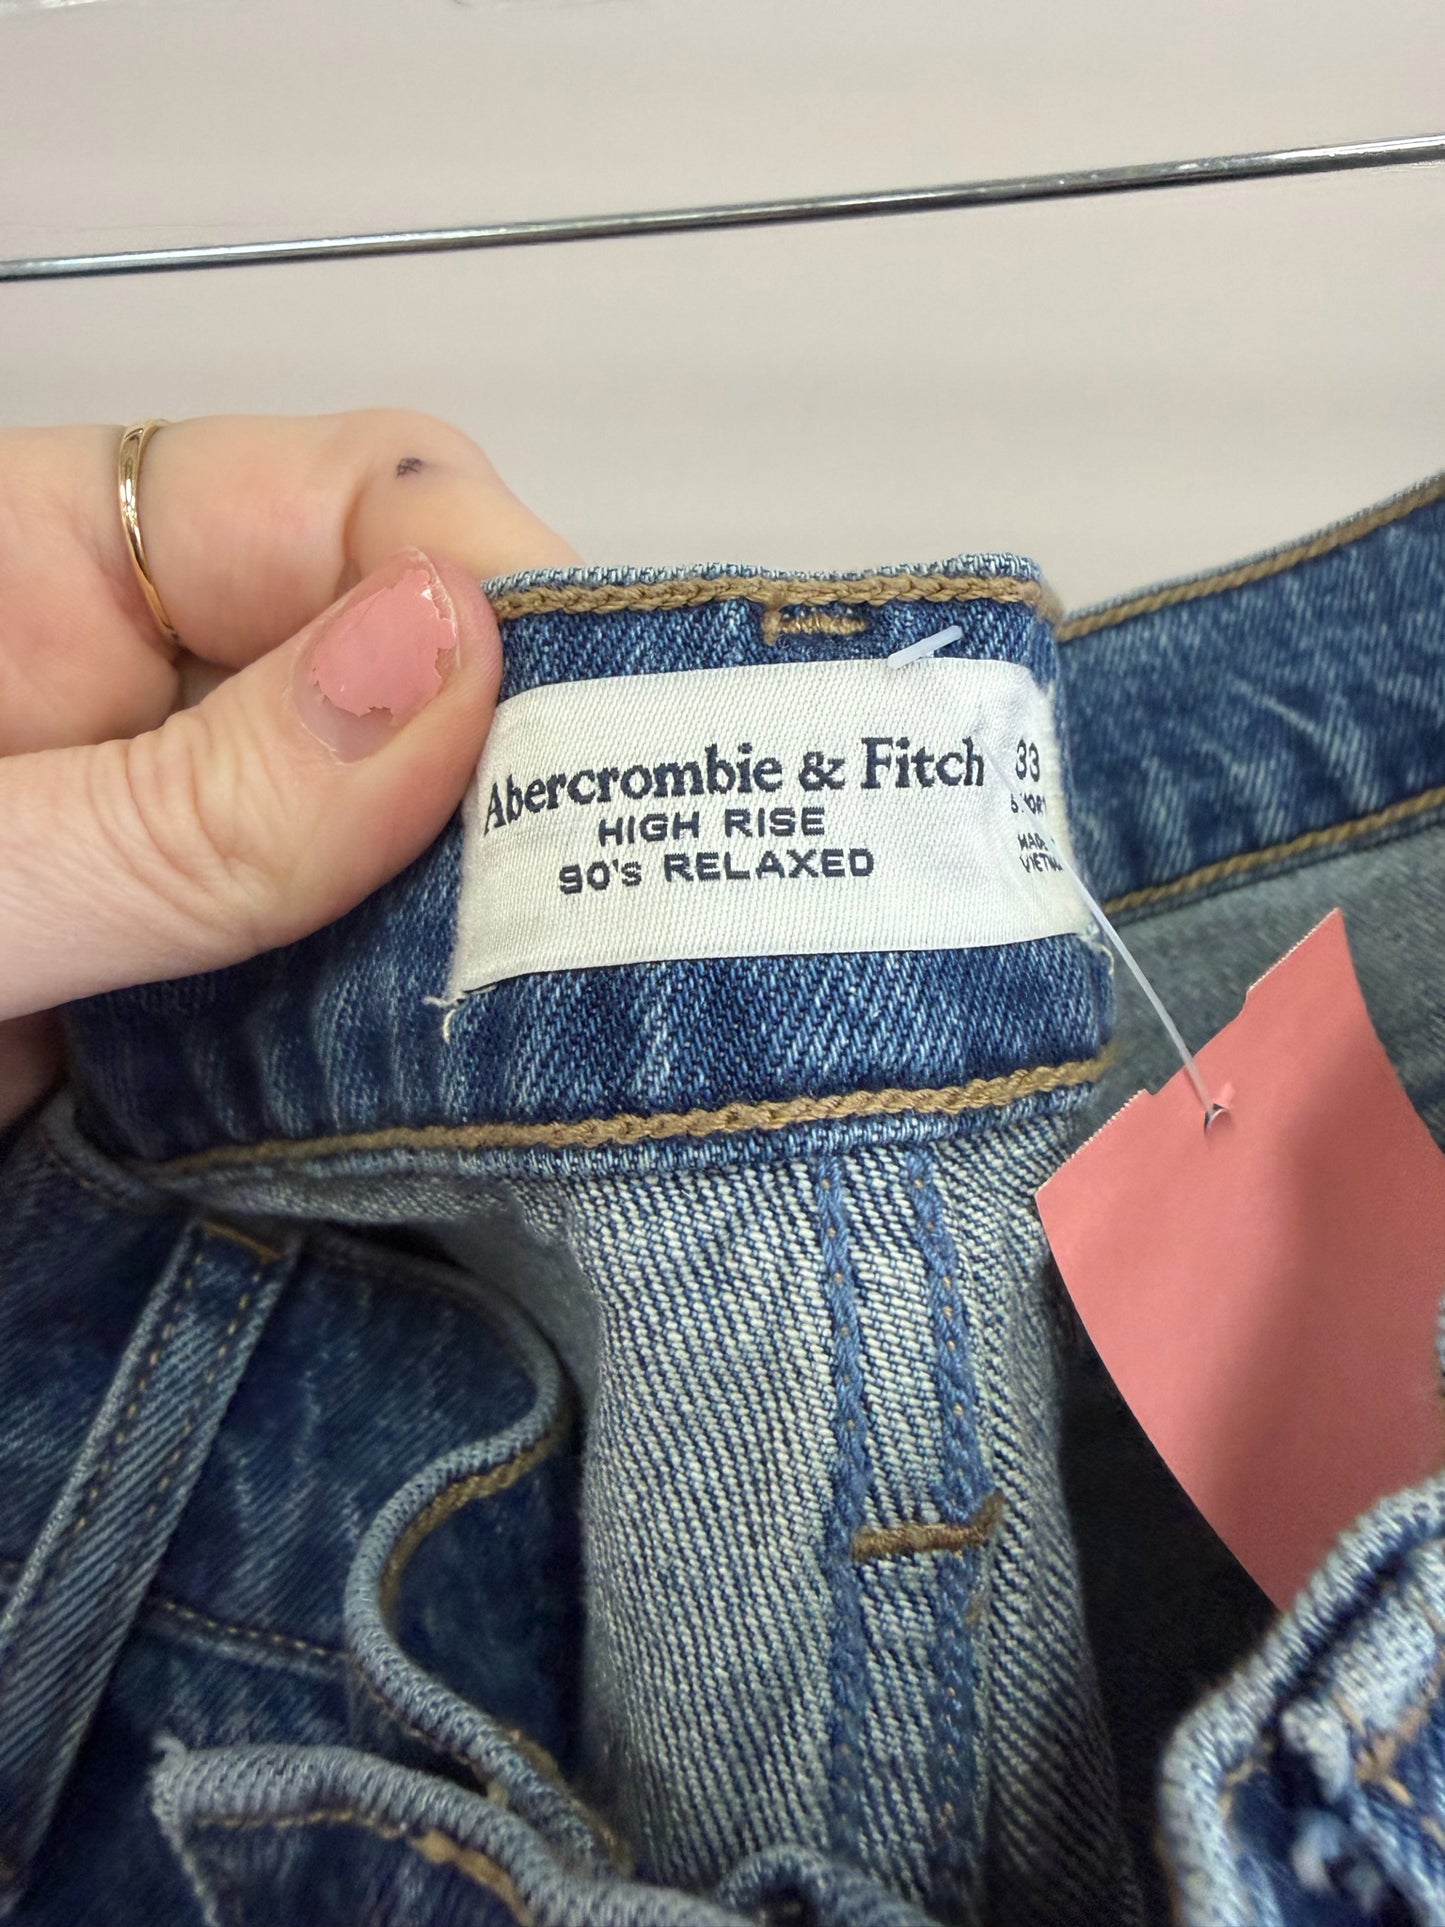 Abercrombie & Fitch
HIGH RISE
90's RELAXED
33